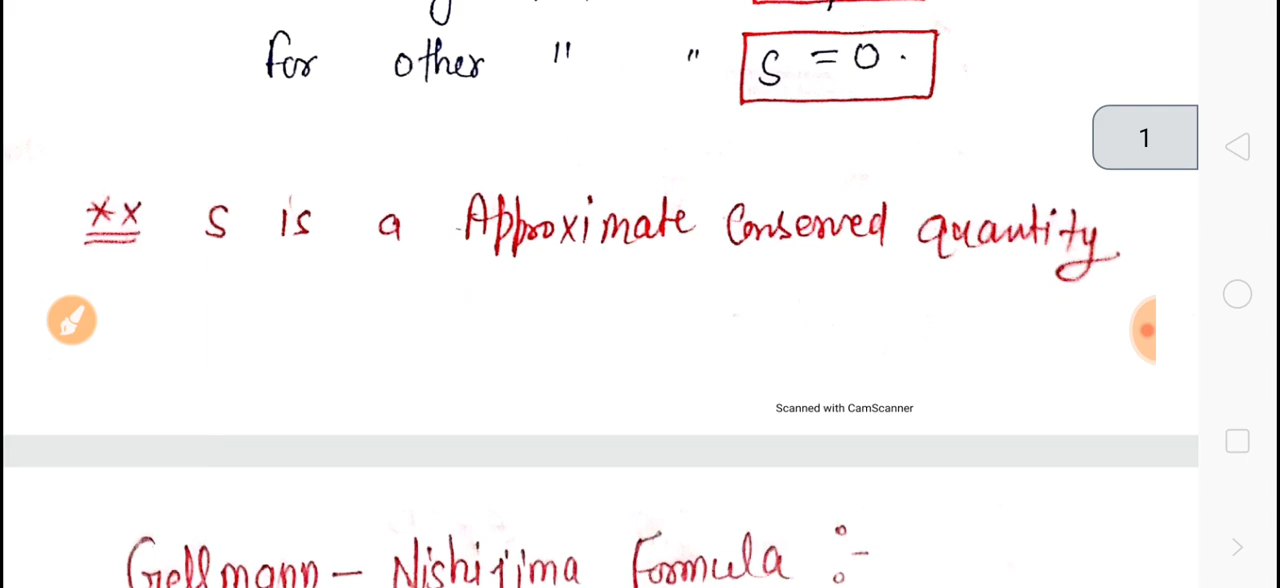 for other " " S = 0 .
1
** S is a Approximate Conserved quantity
Scanned with CamScanner
Gellmann - Nishijima Formula :-